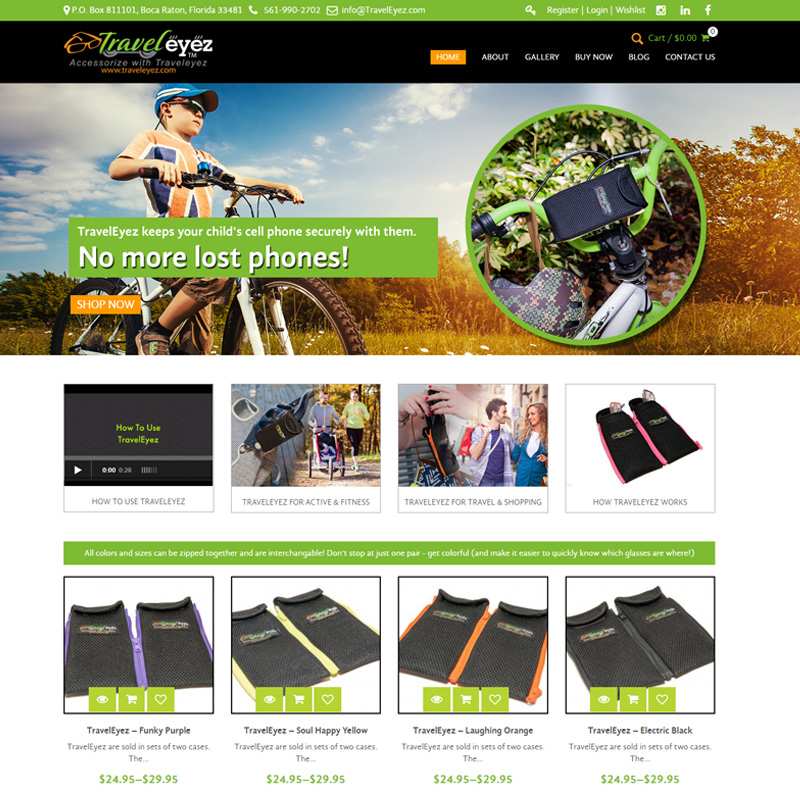 P.O. Box 811101, Boca Raton, Florida 33481 561-990-2702 info@TravelEyez.com Register | Login | Wishlist
Traveleyez TM
Accessorize with Traveleyez
www.traveleyez.com
Cart / $0.00 0
HOME ABOUT GALLERY BUY NOW BLOG CONTACT US
TravelEyez keeps your child's cell phone securely with them.
No more lost phones!
SHOP NOW
How To Use
TravelEyez
0:00 0:28
HOW TO USE TRAVELEYEZ
TRAVELEYEZ FOR ACTIVE & FITNESS
TRAVELEYEZ FOR TRAVEL & SHOPPING
HOW TRAVELEYEZ WORKS
All colors and sizes can be zipped together and are interchangable! Don't stop at just one pair - get colorful (and make it easier to quickly know which glasses are where!)
TravelEyez – Funky Purple
TravelEyez are sold in sets of two cases.
The...
$24.95–$29.95
TravelEyez – Soul Happy Yellow
TravelEyez are sold in sets of two cases.
The...
$24.95–$29.95
TravelEyez – Laughing Orange
TravelEyez are sold in sets of two cases.
The...
$24.95–$29.95
TravelEyez – Electric Black
TravelEyez are sold in sets of two cases.
The...
$24.95–$29.95